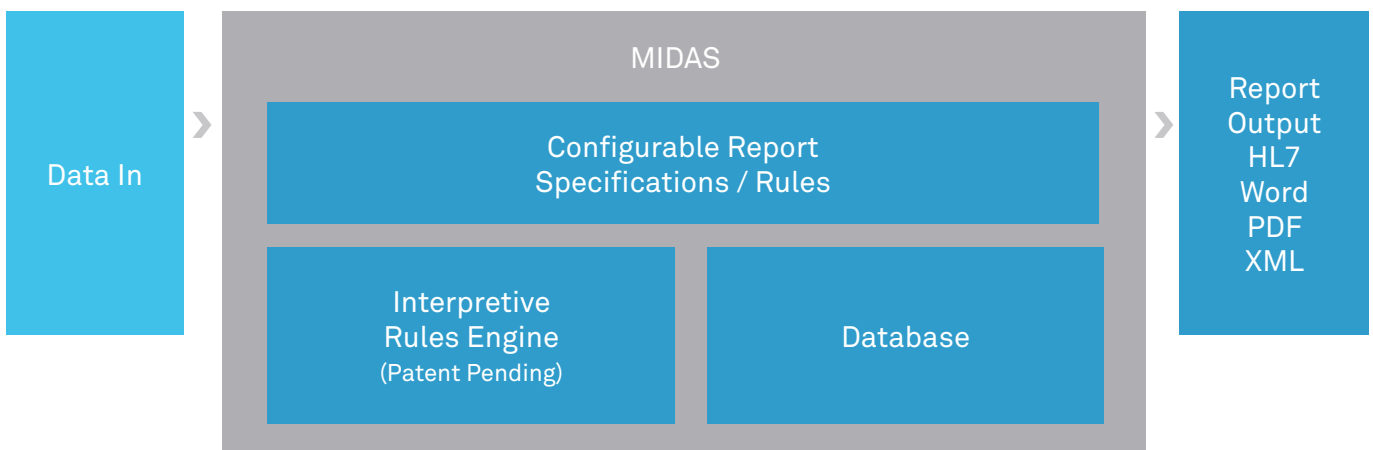 Data In
MIDAS
Configurable Report
Specifications / Rules
Interpretive
Rules Engine
(Patent Pending)
Database
Report
Output
HL7
Word
PDF
XML